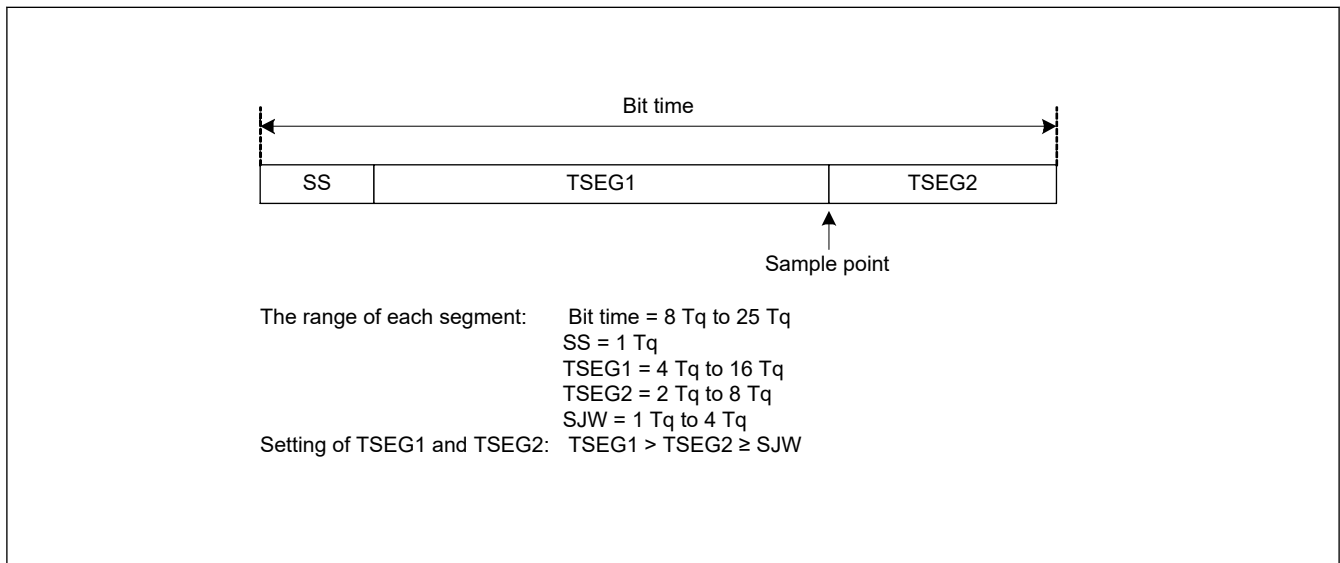 Bit time
SS TSEG1 TSEG2
Sample point
The range of each segment: Bit time = 8 Tq to 25 Tq
SS = 1 Tq
TSEG1 = 4 Tq to 16 Tq
TSEG2 = 2 Tq to 8 Tq
SJW = 1 Tq to 4 Tq
Setting of TSEG1 and TSEG2: TSEG1 > TSEG2 ≥ SJW